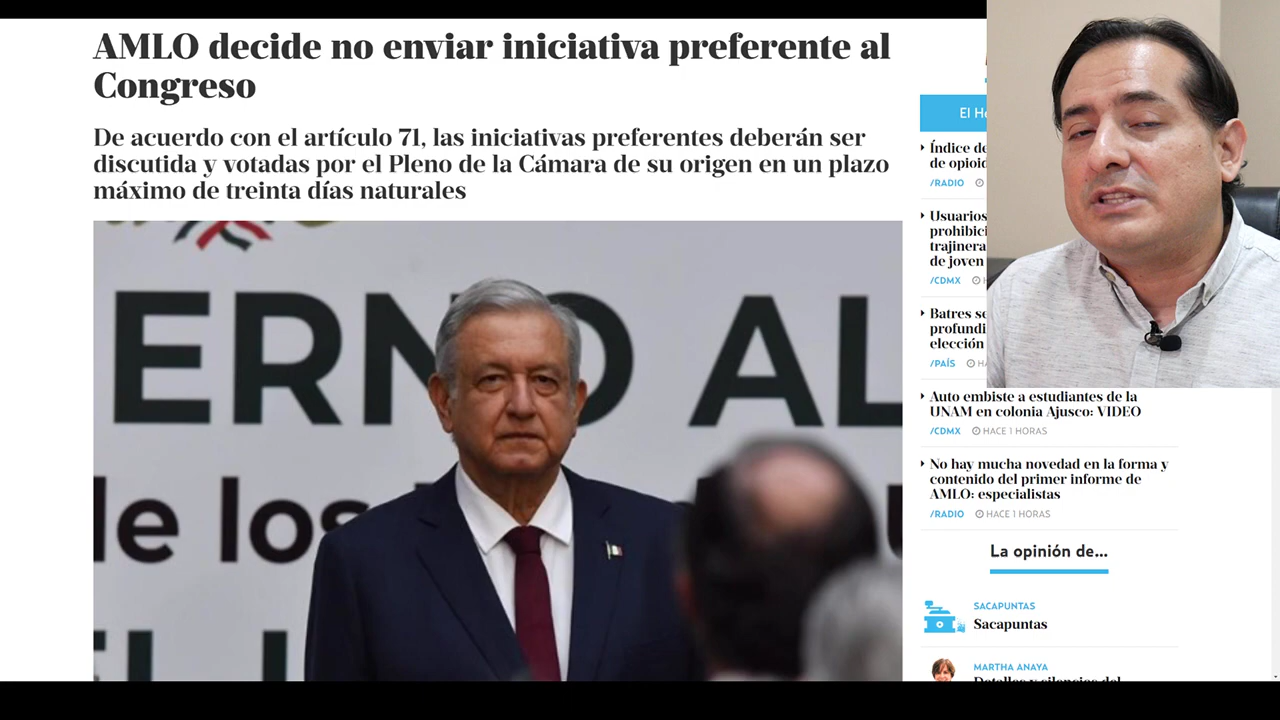 AMLO decide no enviar iniciativa preferente al
Congreso
De acuerdo con el artículo 71, las iniciativas preferentes deberán ser
discutida y votadas por el Pleno de la Cámara de su origen en un plazo
máximo de treinta días naturales
ERNO AL
de los
El
Índice de
de opioid
/RADIO
Usuarios
prohibici
trajinera
de joven
/CDMX
Batres se
profundi
elección
/PAÍS
Auto embiste a estudiantes de la
UNAM en colonia Ajusco: VIDEO
/CDMX HACE 1 HORAS
No hay mucha novedad en la forma y
contenido del primer informe de
AMLO: especialistas
/RADIO HACE 1 HORAS
La opinión de...
SACAPUNTAS
Sacapuntas
MARTHA ANAYA